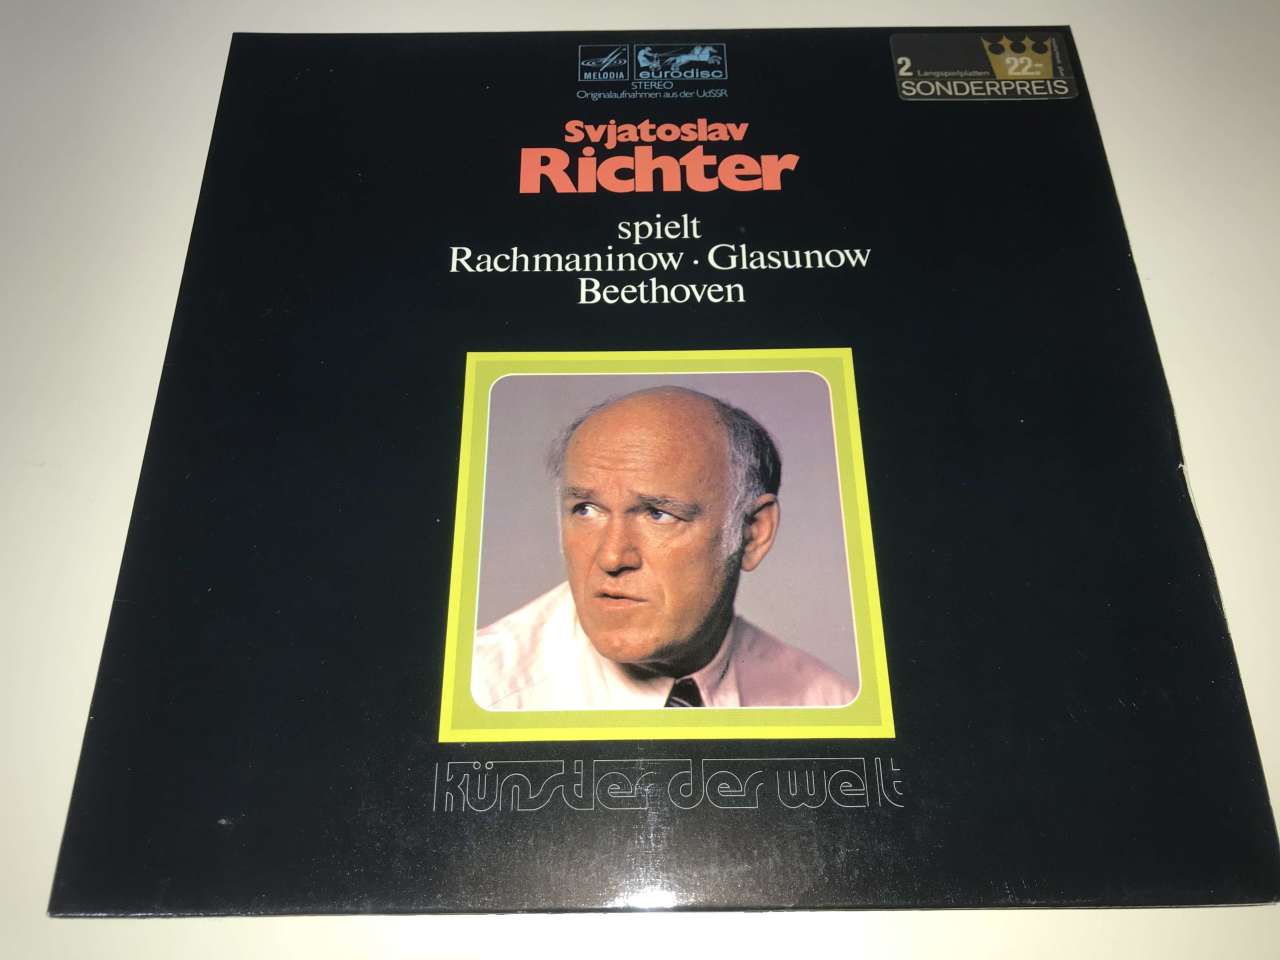 MELODIA
eurodisc
STEREO
Originalaufnahmen aus der UdSSR
2 Langspielplatten 22.-
SONDERPREIS
Svjatoslav
Richter
spielt
Rachmaninow · Glasunow
Beethoven
künstler der welt